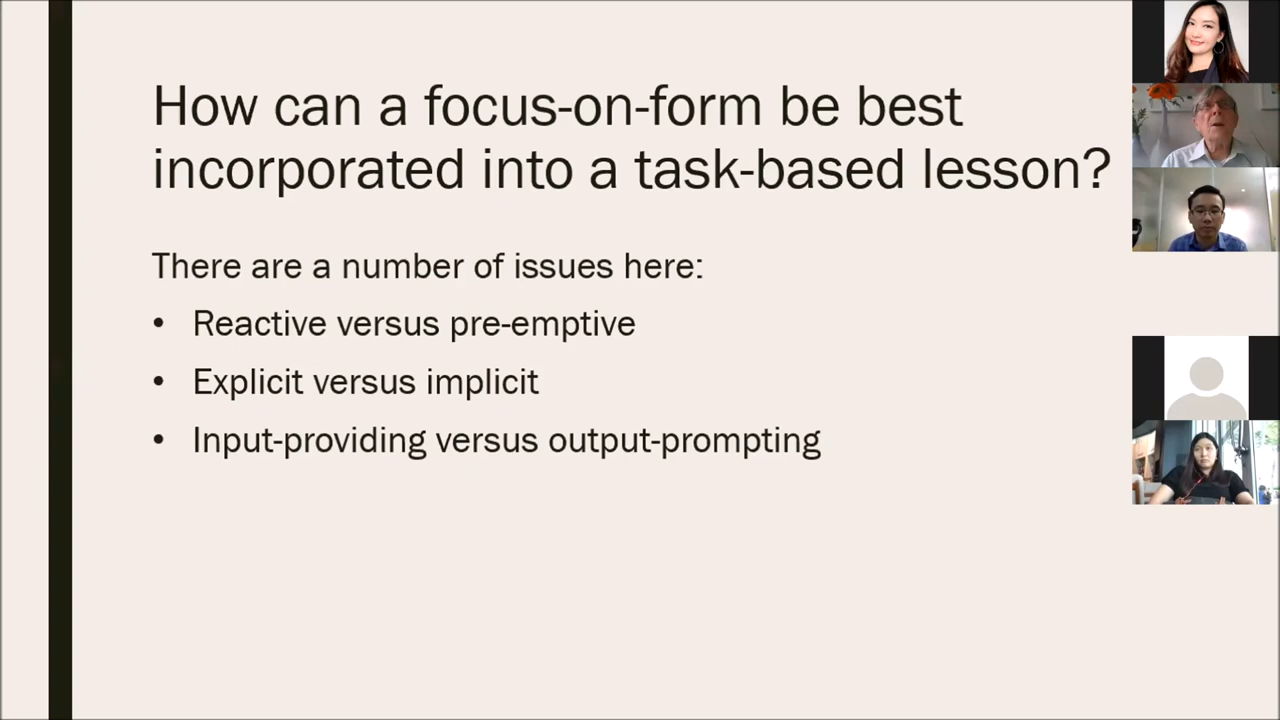 How can a focus-on-form be best
incorporated into a task-based lesson?
There are a number of issues here:
• Reactive versus pre-emptive
• Explicit versus implicit
• Input-providing versus output-prompting